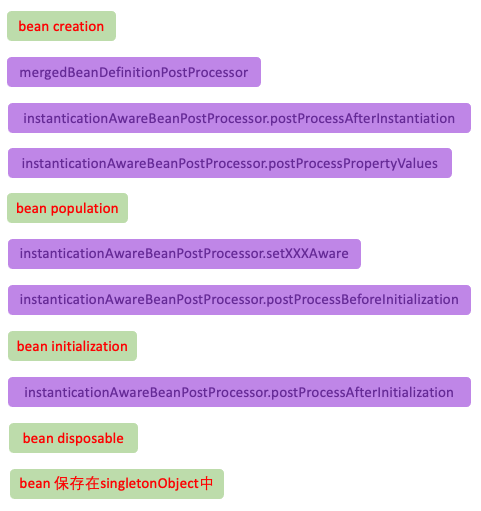 bean creation
mergedBeanDefinitionPostProcessor
instanticationAwareBeanPostProcessor.postProcessAfterInstantiation
instanticationAwareBeanPostProcessor.postProcessPropertyValues
bean population
instanticationAwareBeanPostProcessor.setXXXAware
instanticationAwareBeanPostProcessor.postProcessBeforeInitialization
bean initialization
instanticationAwareBeanPostProcessor.postProcessAfterInitialization
bean disposable
bean 保存在singletonObject中